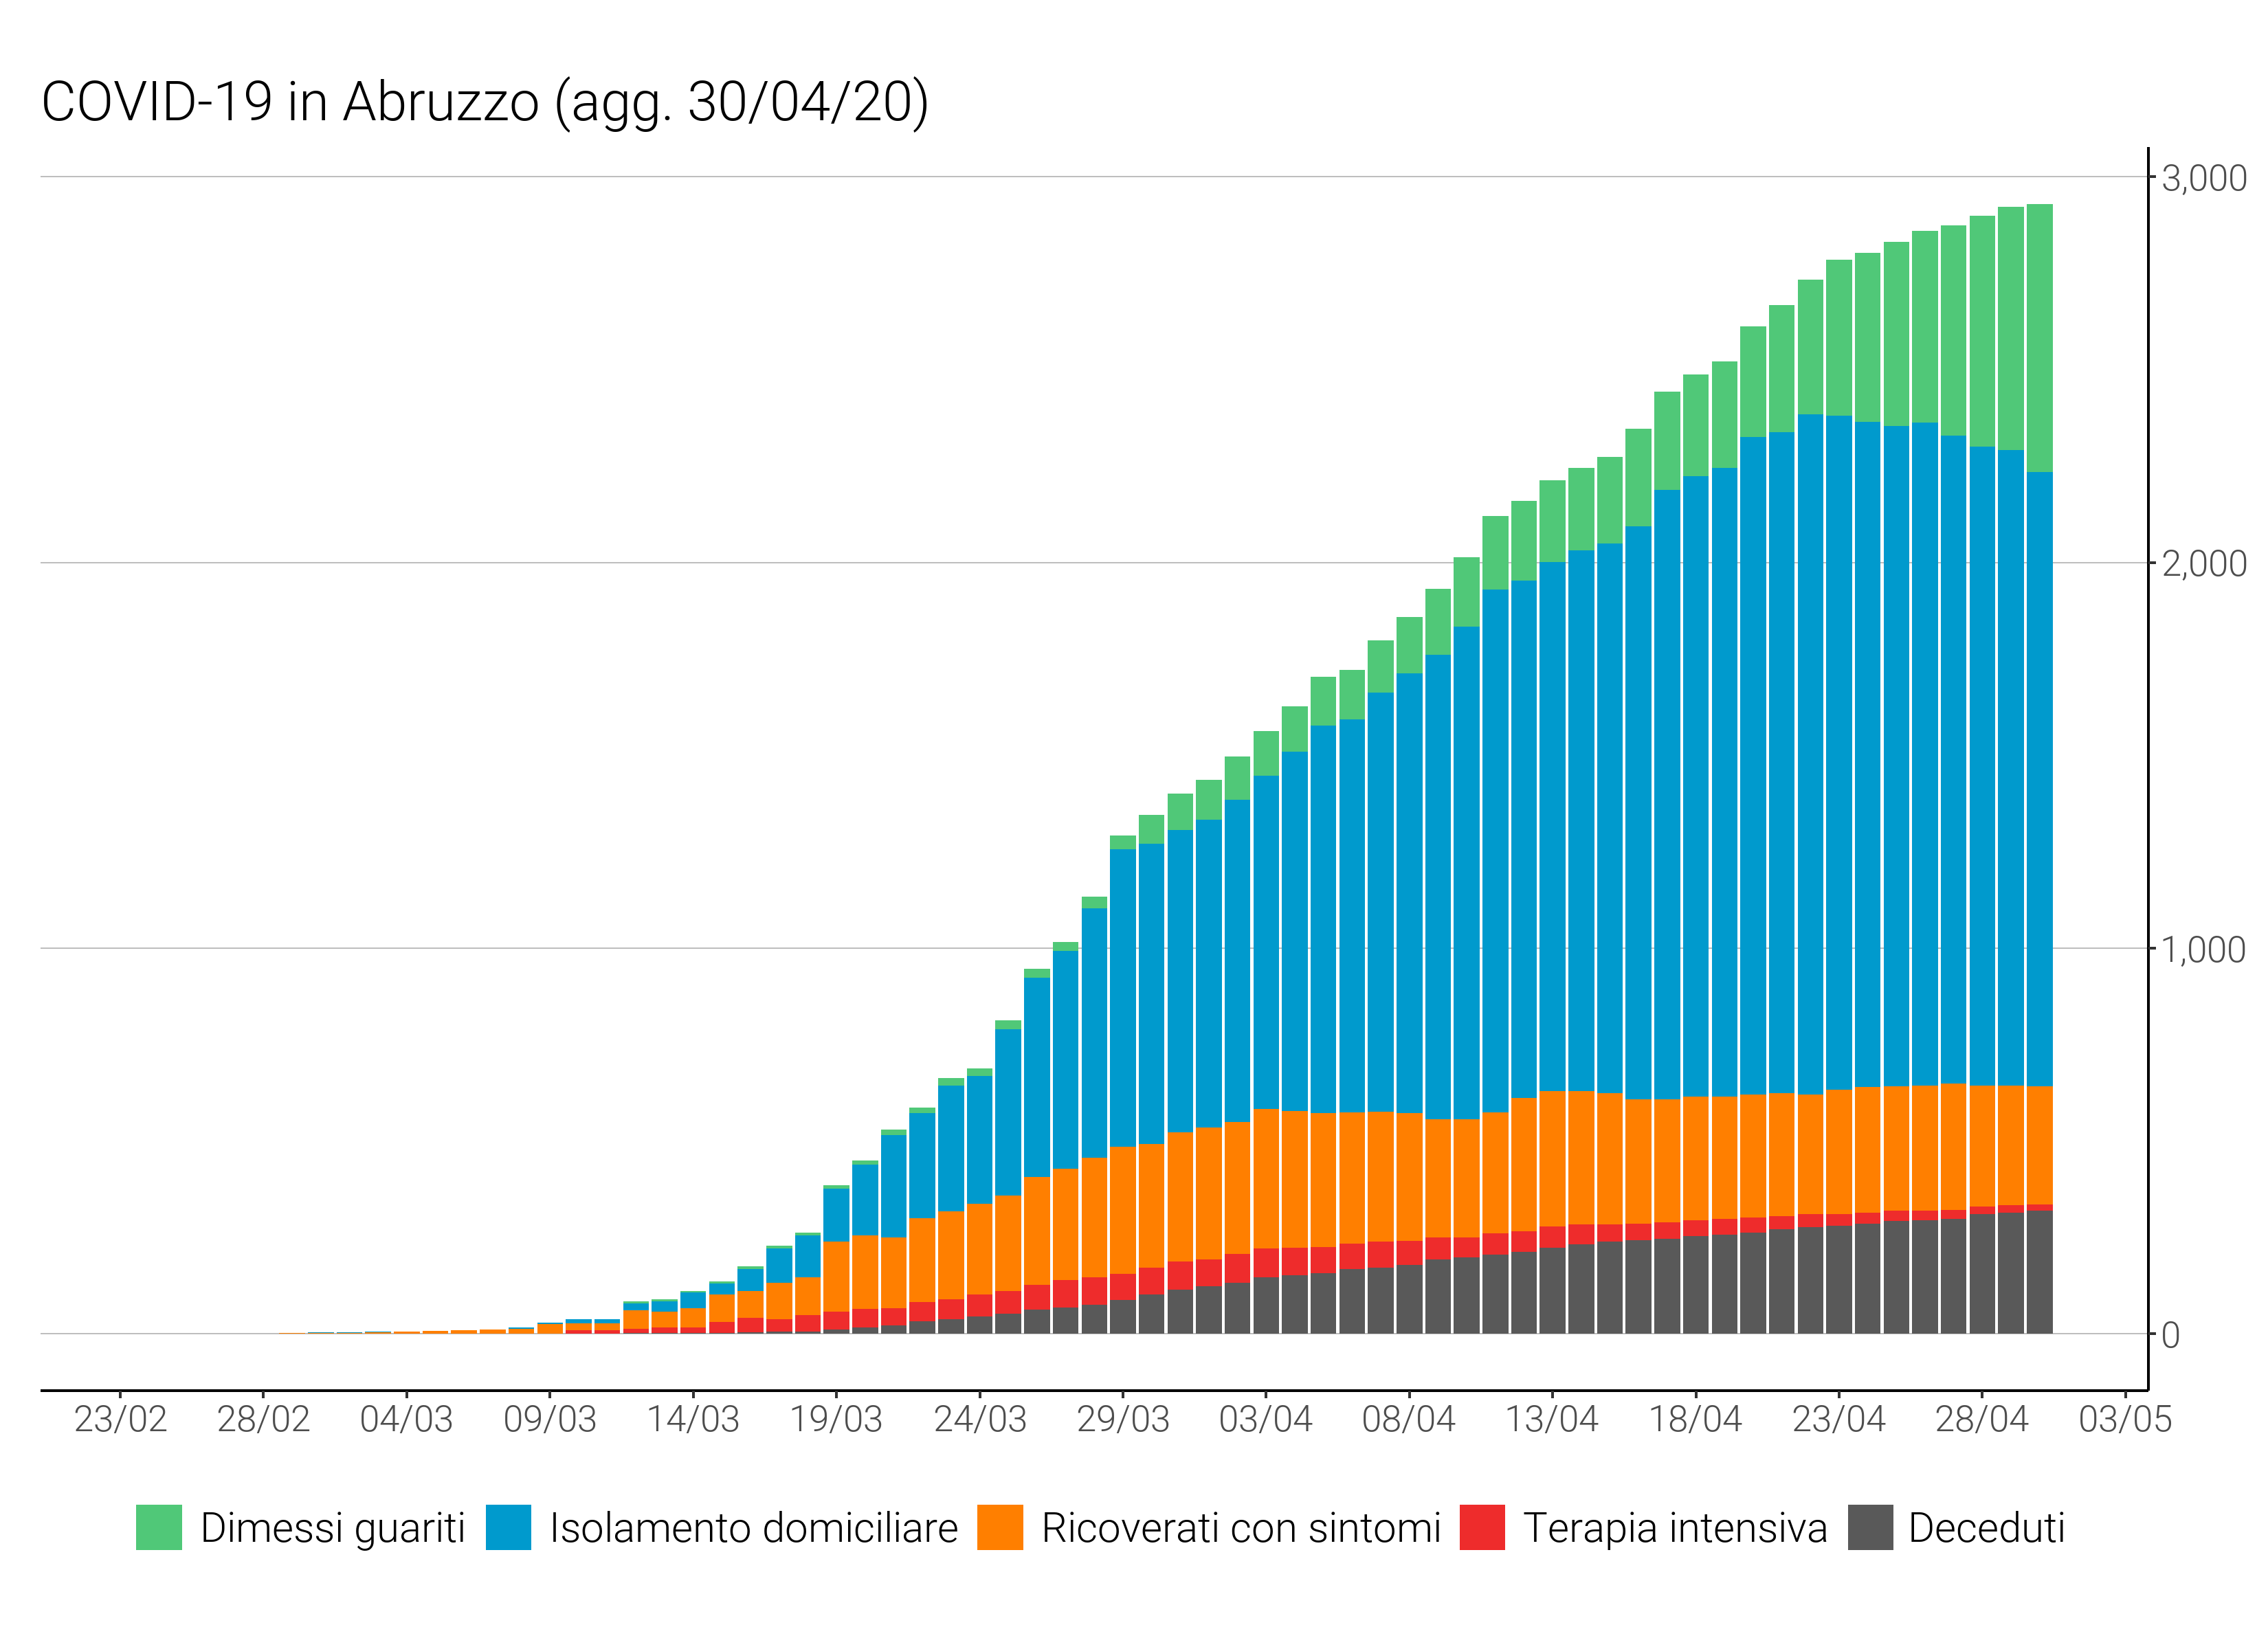 COVID-19 in Abruzzo (agg. 30/04/20)
3,000
2,000
1,000
0
23/02 28/02 04/03 09/03 14/03 19/03 24/03 29/03 03/04 08/04 13/04 18/04 23/04 28/04 03/05
Dimessi guariti Isolamento domiciliare Ricoverati con sintomi Terapia intensiva Deceduti